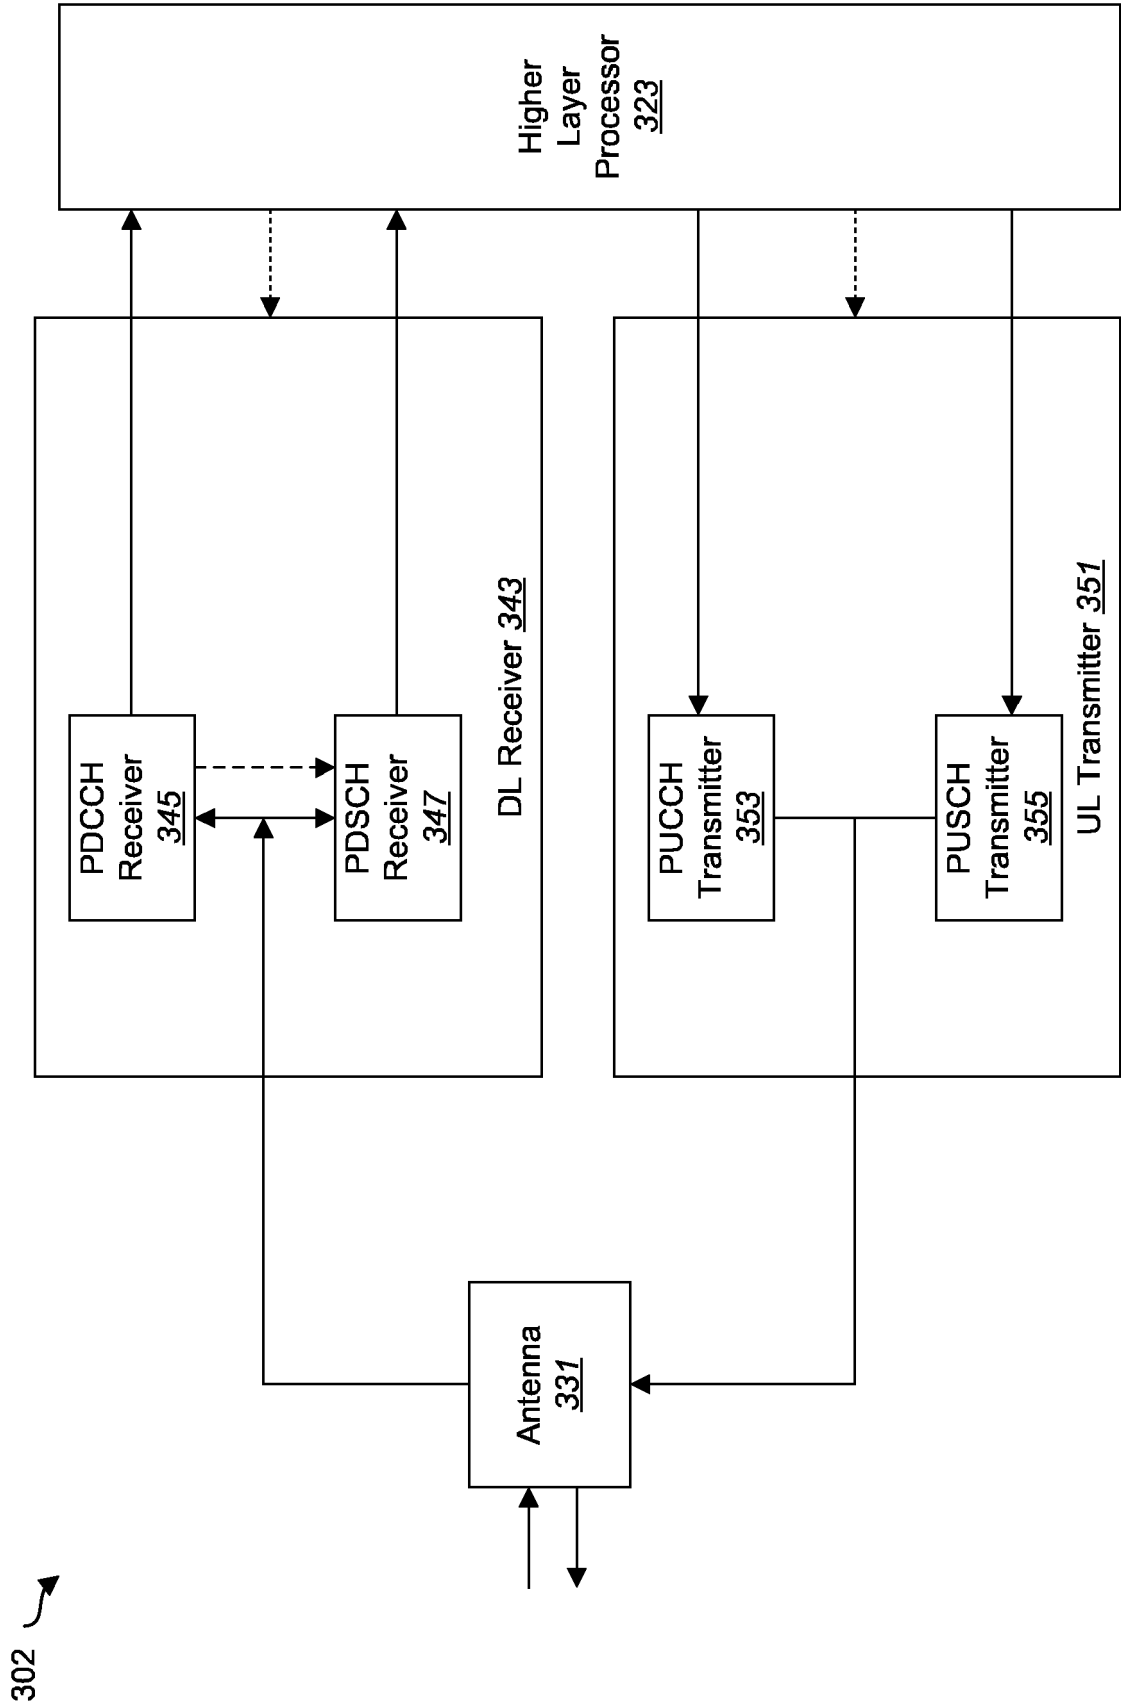 302
Antenna
331
PDCCH
Receiver
345
PDSCH
Receiver
347
DL Receiver 343
PUCCH
Transmitter
353
PUSCH
Transmitter
355
UL Transmitter 351
Higher
Layer
Processor
323